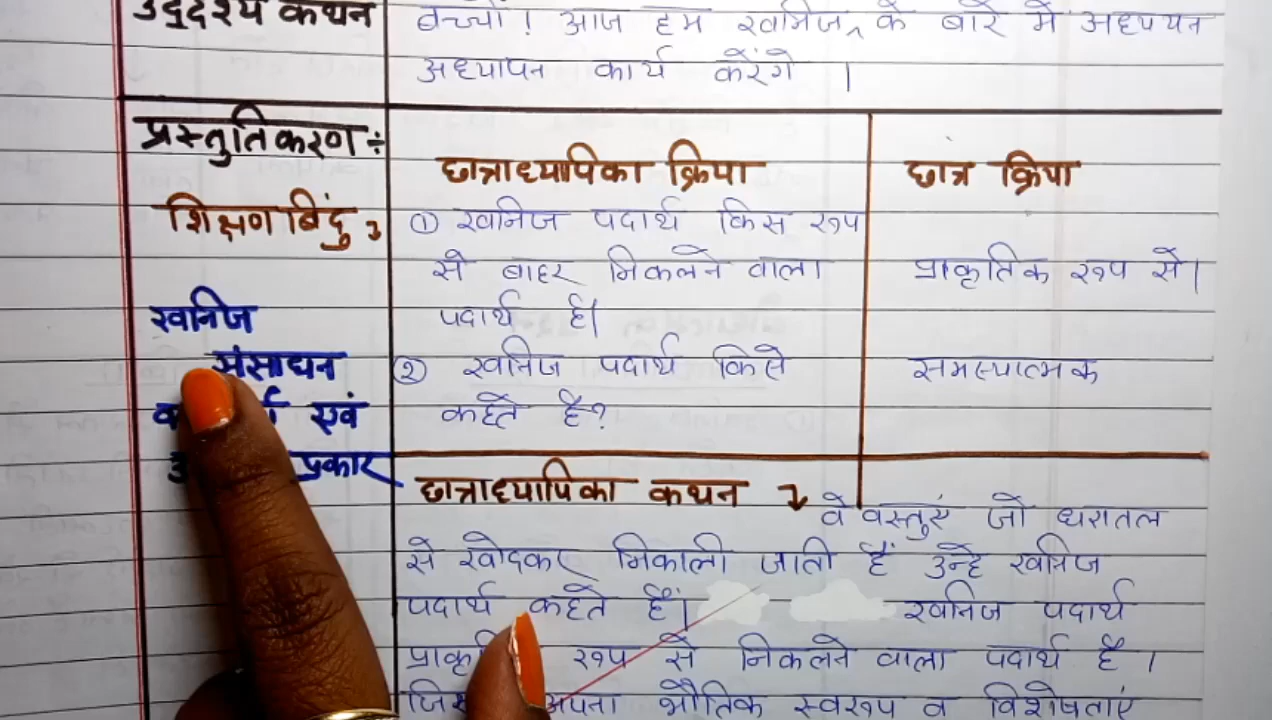 उद्देश्य कथन
बच्चों! आज हम खनिज के बारे में अध्ययन
अध्यापन कार्य करेंगे ।
प्रस्तुतिकरण ÷
छात्राध्यापिका क्रिया
छात्र क्रिया
शिक्षण बिंदु
① खनिज पदार्थ किस रूप
से बाहर निकलने वाला
प्राकृतिक रूप से।
खनिज
पदार्थ है।
संसाधन
② खनिज पदार्थ किसे
समस्यात्मक
एवं
कहते है?
प्रकार
छात्राध्यापिका कथन
वे वस्तुएं जो धरातल
से खोदकर निकाली जाती हैं उन्हे खनिज
पदार्थ कहते हैं। खनिज पदार्थ
रूप से निकलने वाला पदार्थ है ।
अपना भौतिक स्वरूप व विशेषताएं